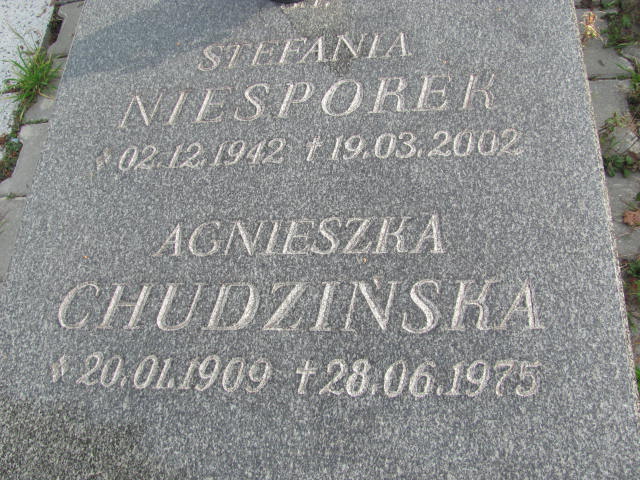 STEFANIA
NIESPOREK
* 02.12.1942 † 19.03.2002
AGNIESZKA
CHUDZIŃSKA
* 20.01.1909 † 28.06.1975